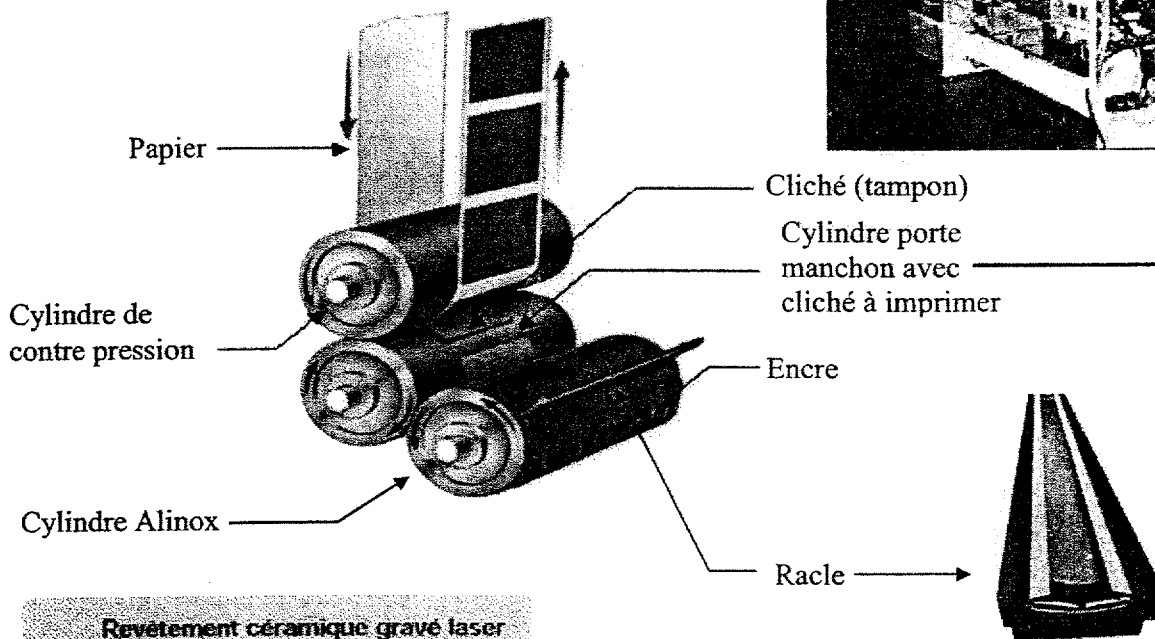 Papier
Cliché (tampon)
Cylindre porte
manchon avec
cliché à imprimer
Cylindre de
contre pression
Encre
Cylindre Alinox
Racle
Revêtement céramique gravé laser